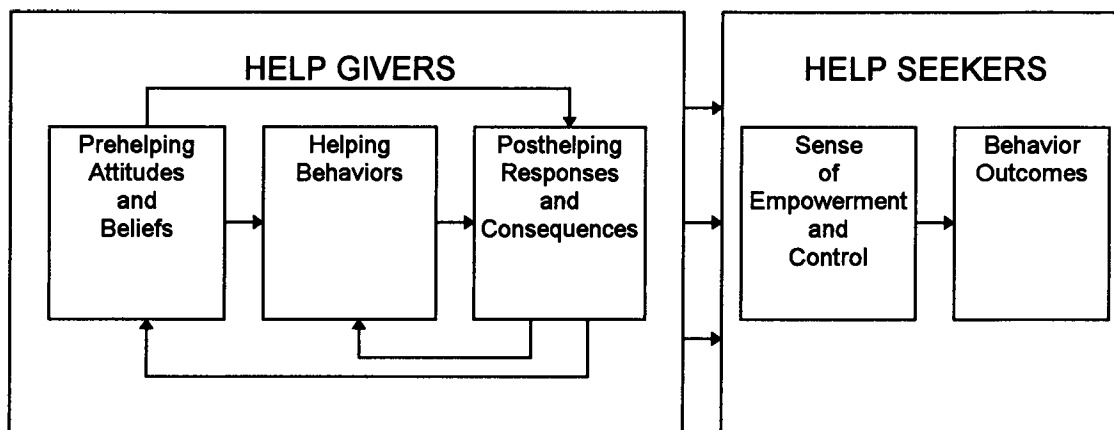 HELP GIVERS
Prehelping
Attitudes
and
Beliefs
Helping
Behaviors
Posthelping
Responses
and
Consequences
HELP SEEKERS
Sense
of
Empowerment
and
Control
Behavior
Outcomes